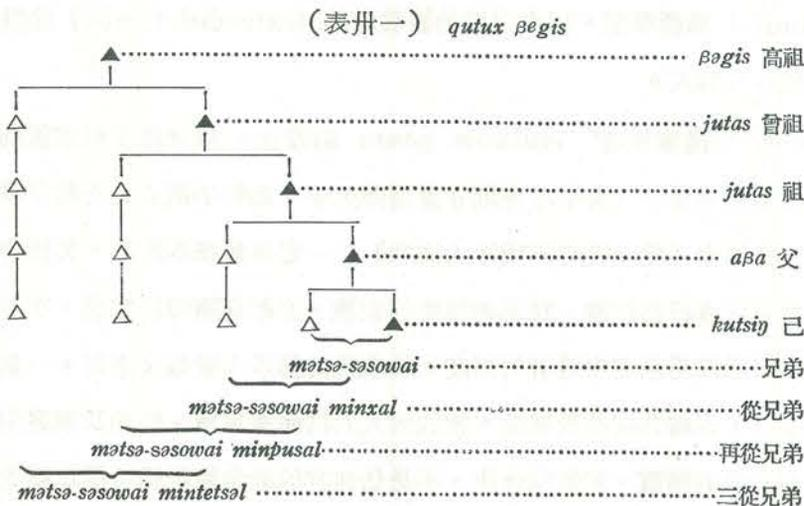 （表卅一） qutux βegis
βəgis 高祖
jutas 曾祖
jutas 祖
aβa 父
kutsiŋ 己
mətsə-səsowai 兄弟
mətsə-səsowai minxal 從兄弟
mətsə-səsowai minpusal 再從兄弟
mətsə-səsowai mintetsəl 三從兄弟